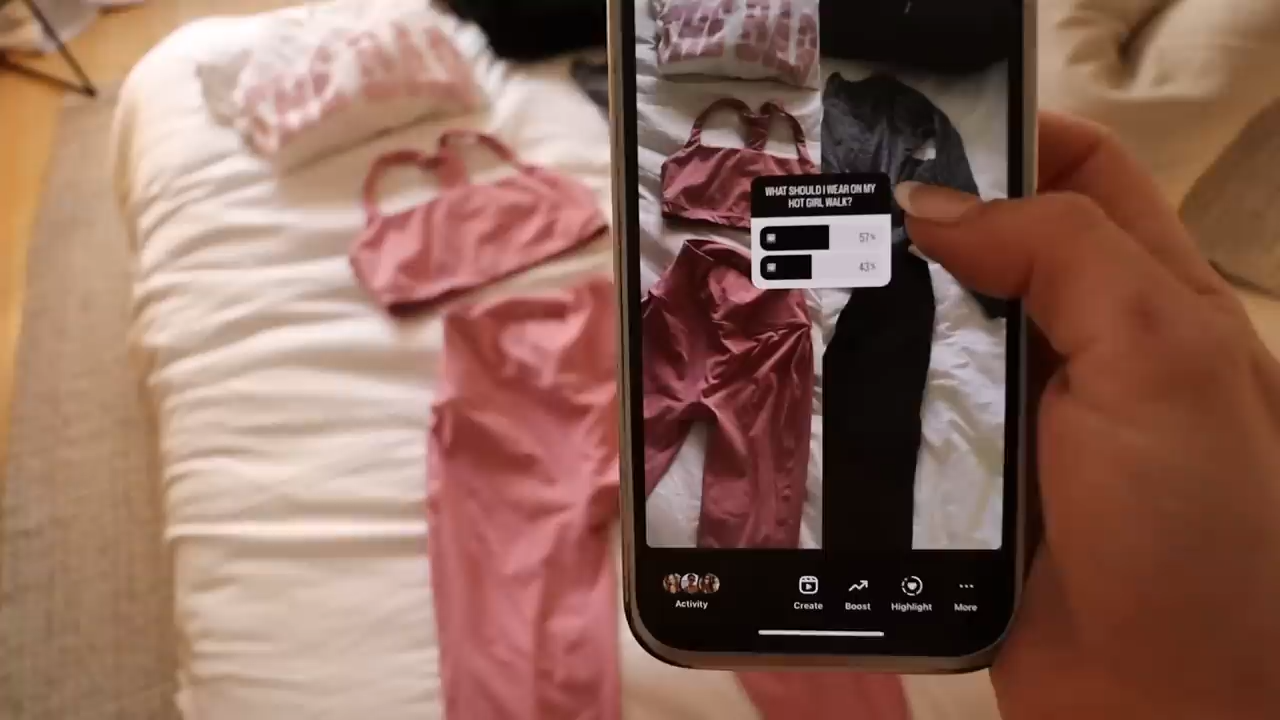 WHAT SHOULD I WEAR ON MY
HOT GIRL WALK?
57%
43%
Activity
Create
Boost
Highlight
More